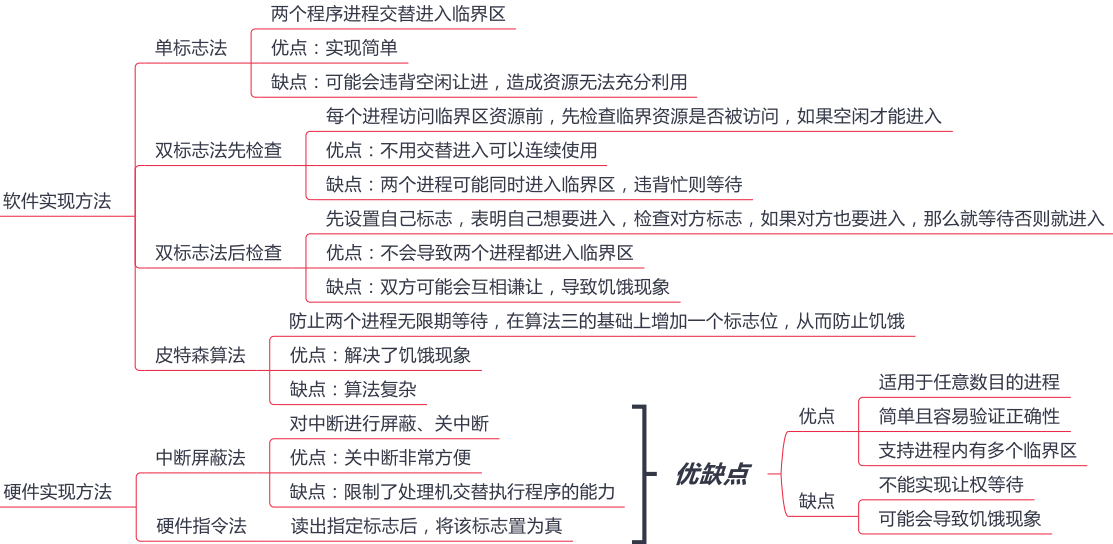 软件实现方法
单标志法
两个程序进程交替进入临界区
优点：实现简单
缺点：可能会违背空闲让进，造成资源无法充分利用
双标志法先检查
每个进程访问临界区资源前，先检查临界资源是否被访问，如果空闲才能进入
优点：不用交替进入可以连续使用
缺点：两个进程可能同时进入临界区，违背忙则等待
双标志法后检查
先设置自己标志，表明自己想要进入，检查对方标志，如果对方也要进入，那么就等待否则就进入
优点：不会导致两个进程都进入临界区
缺点：双方可能会互相谦让，导致饥饿现象
皮特森算法
防止两个进程无限期等待，在算法三的基础上增加一个标志位，从而防止饥饿
优点：解决了饥饿现象
缺点：算法复杂
硬件实现方法
中断屏蔽法
对中断进行屏蔽、关中断
优点：关中断非常方便
缺点：限制了处理机交替执行程序的能力
硬件指令法
读出指定标志后，将该标志置为真
优缺点
优点
适用于任意数目的进程
简单且容易验证正确性
支持进程内有多个临界区
缺点
不能实现让权等待
可能会导致饥饿现象